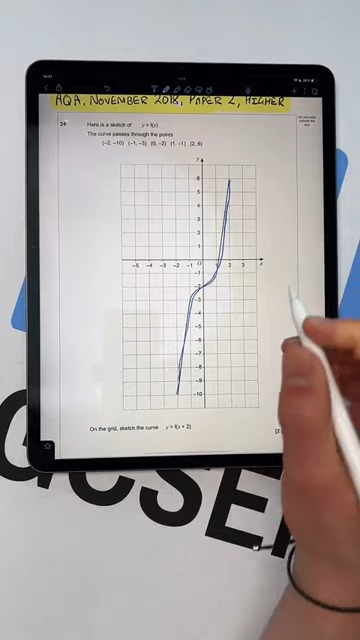 AQA, NOVEMBER 2018, PAPER 2, HIGHER
24
Here is a sketch of y = f(x)
The curve passes through the points
(–2, –10) (–1, –3) (0, –2) (1, –1) (2, 6)
y
6
5
4
3
2
1
–5 –4 –3 –2 –1 O 1 2 3 x
–2
–3
–4
–5
–6
–7
–8
–9
–10
On the grid, sketch the curve y = f(x + 2)
GCSE